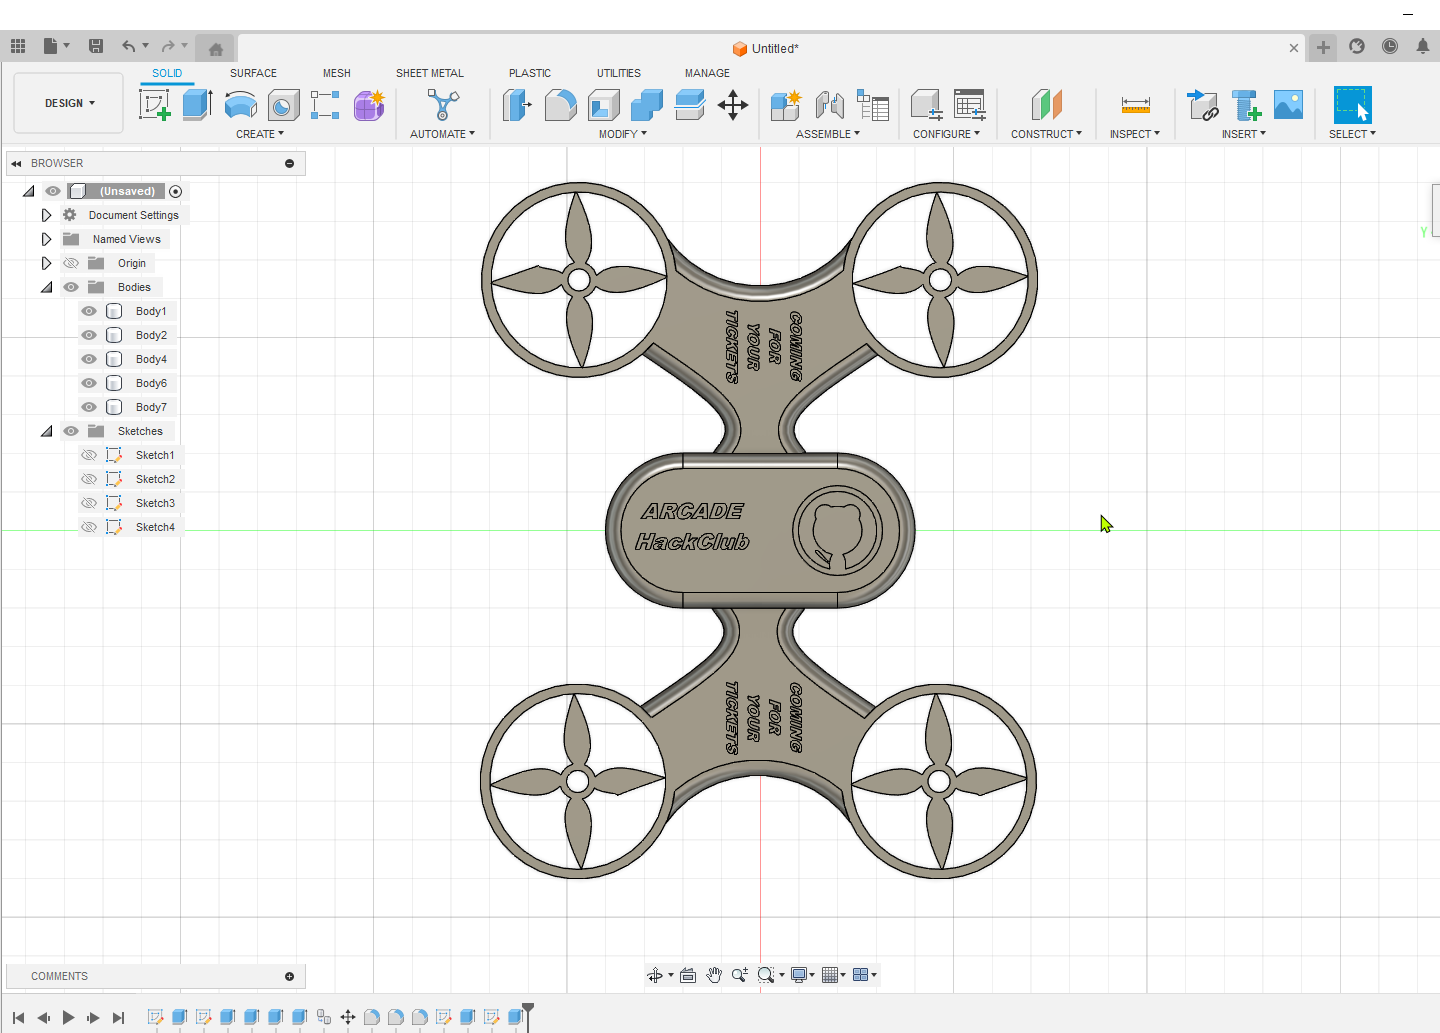 Untitled*
SOLID
SURFACE
MESH
SHEET METAL
PLASTIC
UTILITIES
MANAGE
DESIGN
CREATE
AUTOMATE
MODIFY
ASSEMBLE
CONFIGURE
CONSTRUCT
INSPECT
INSERT
SELECT
BROWSER
(Unsaved)
Document Settings
Named Views
Origin
Bodies
Body1
Body2
Body4
Body6
Body7
Sketches
Sketch1
Sketch2
Sketch3
Sketch4
COMING
FOR
YOUR
TICKETS
ARCADE
HackClub
COMING
FOR
YOUR
TICKETS
Y
COMMENTS